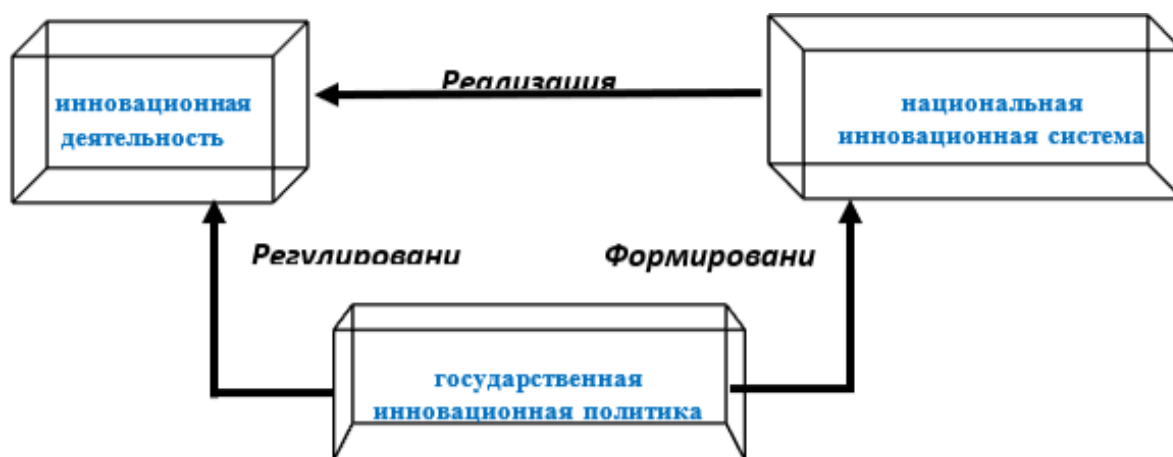 Реализация
инновационная
деятельность
национальная
инновационная система
Регулировани
Формировани
государственная
инновационная политика